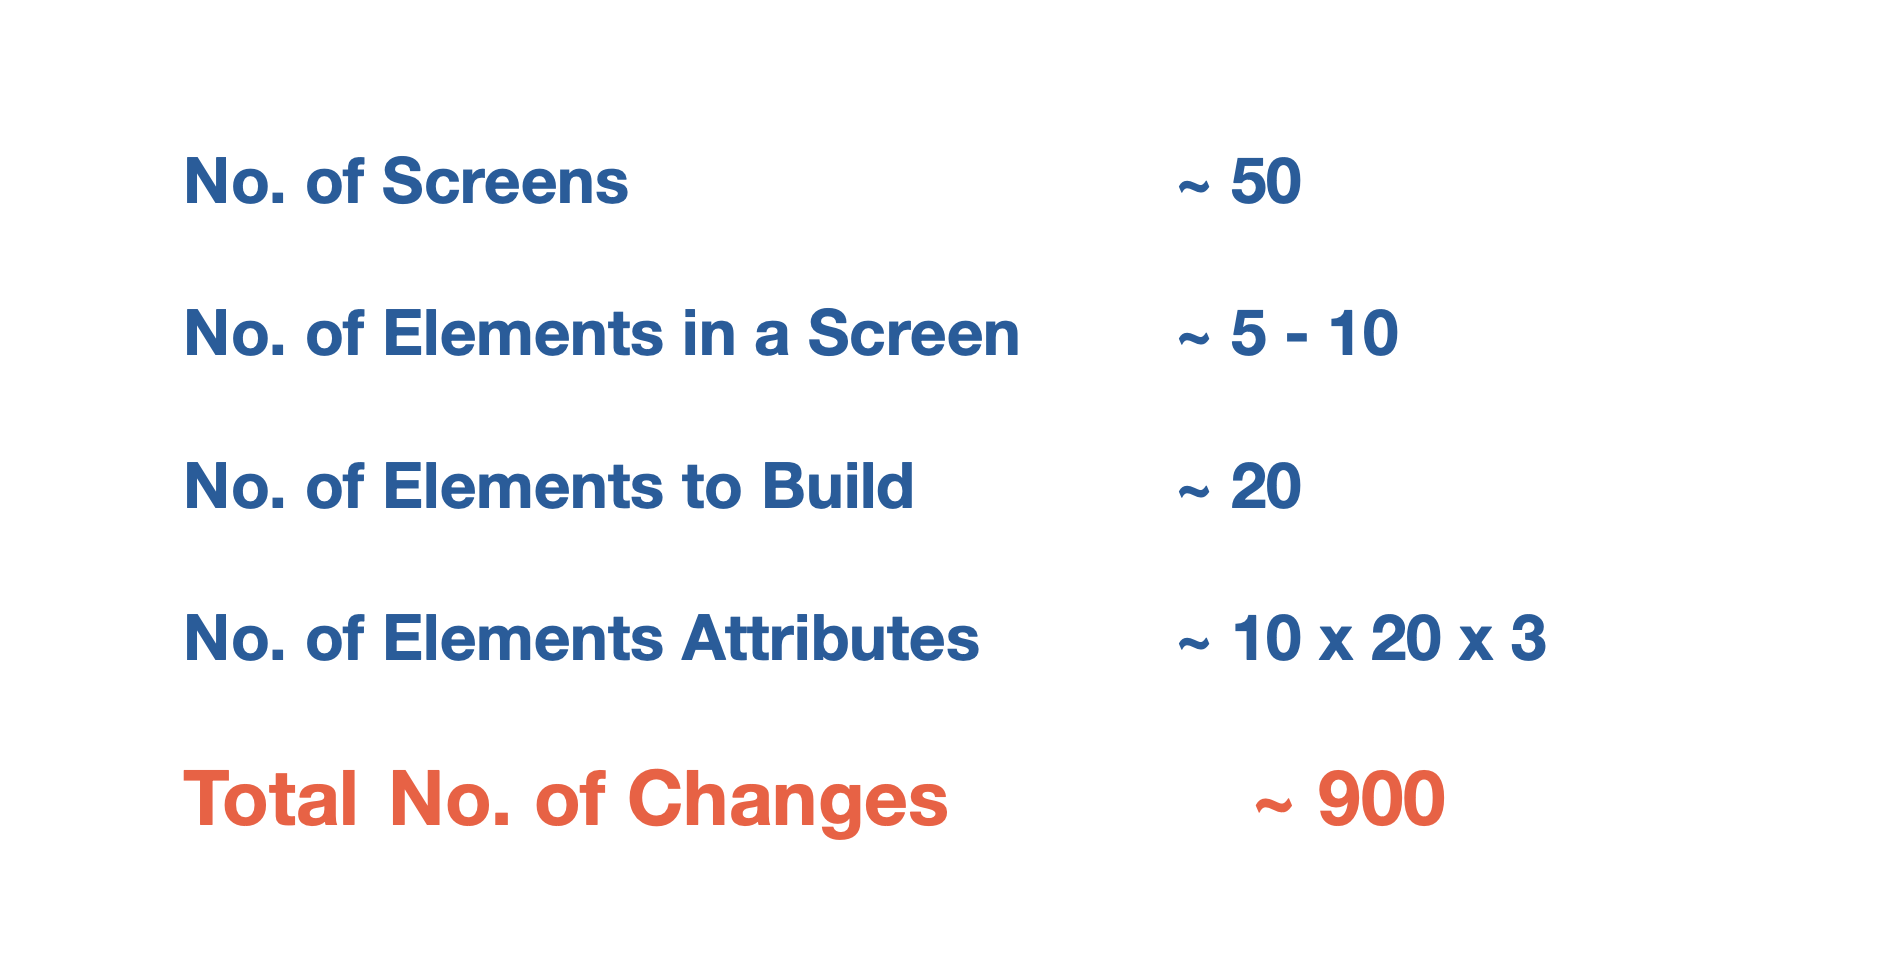 No. of Screens ~ 50
No. of Elements in a Screen ~ 5 - 10
No. of Elements to Build ~ 20
No. of Elements Attributes ~ 10 x 20 x 3
Total No. of Changes ~ 900